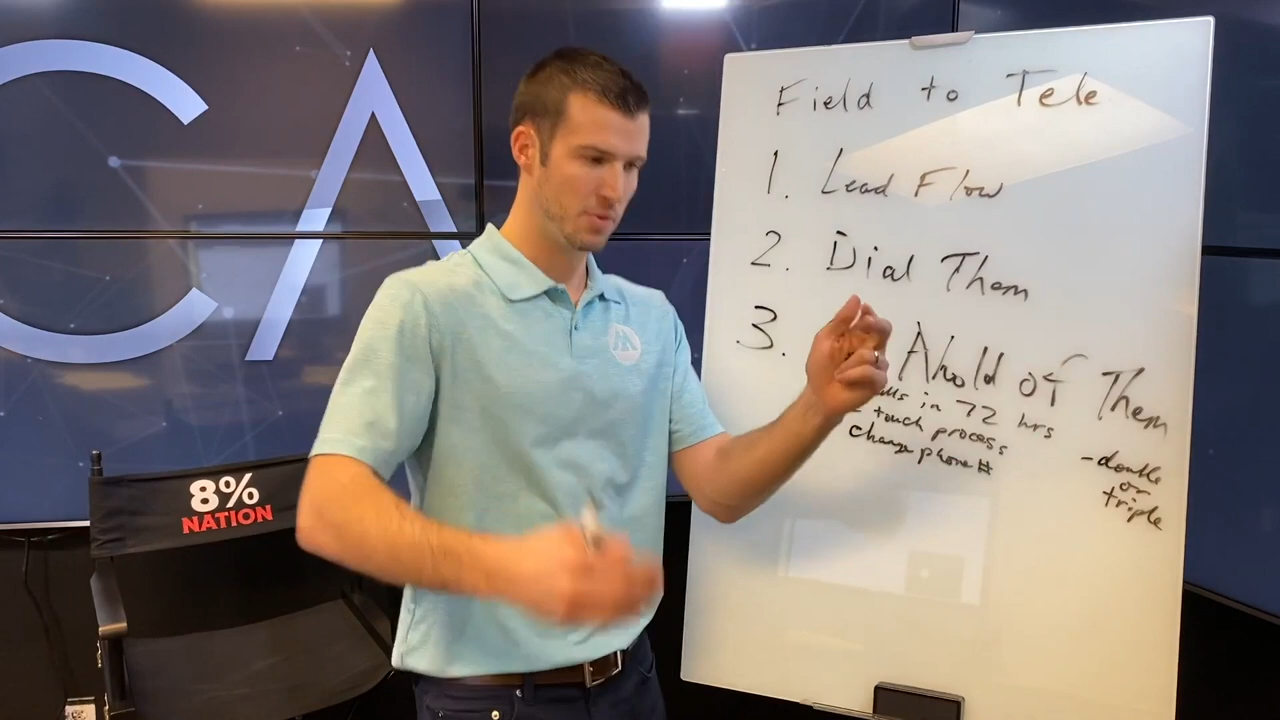 CA
8%
NATION
Field to Tele
1. Lead Flow
2. Dial Them
3. Ahold of Them
in 72 hrs
touch process
change phone #
- double
or
triple